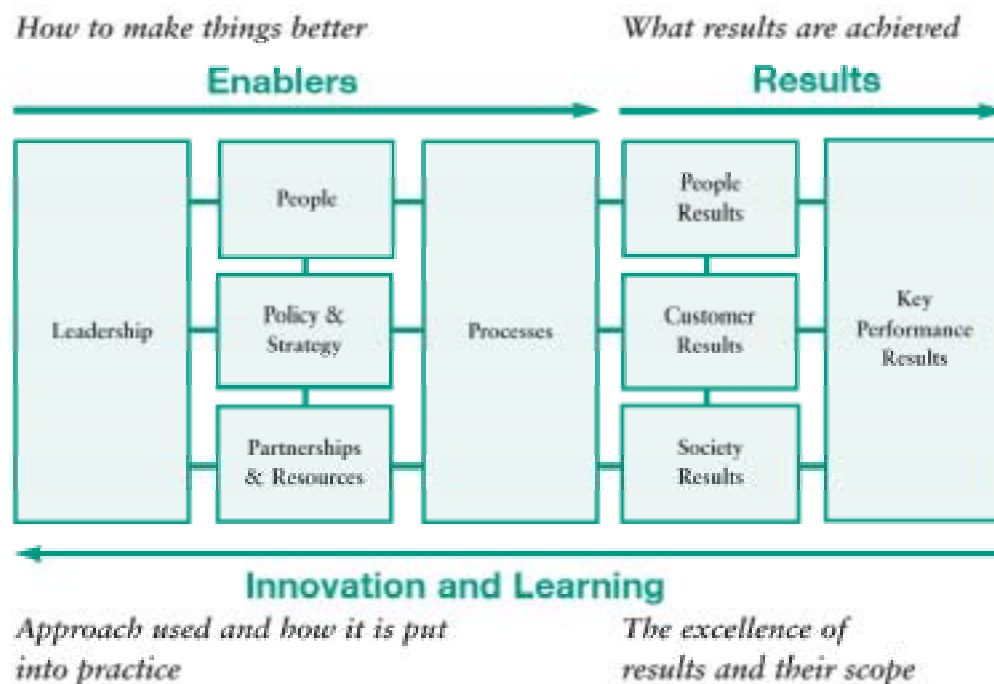 How to make things better
What results are achieved
Enablers
Results
Leadership
People
Policy &
Strategy
Partnerships
& Resources
Processes
People
Results
Customer
Results
Society
Results
Key
Performance
Results
Innovation and Learning
Approach used and how it is put
into practice
The excellence of
results and their scope